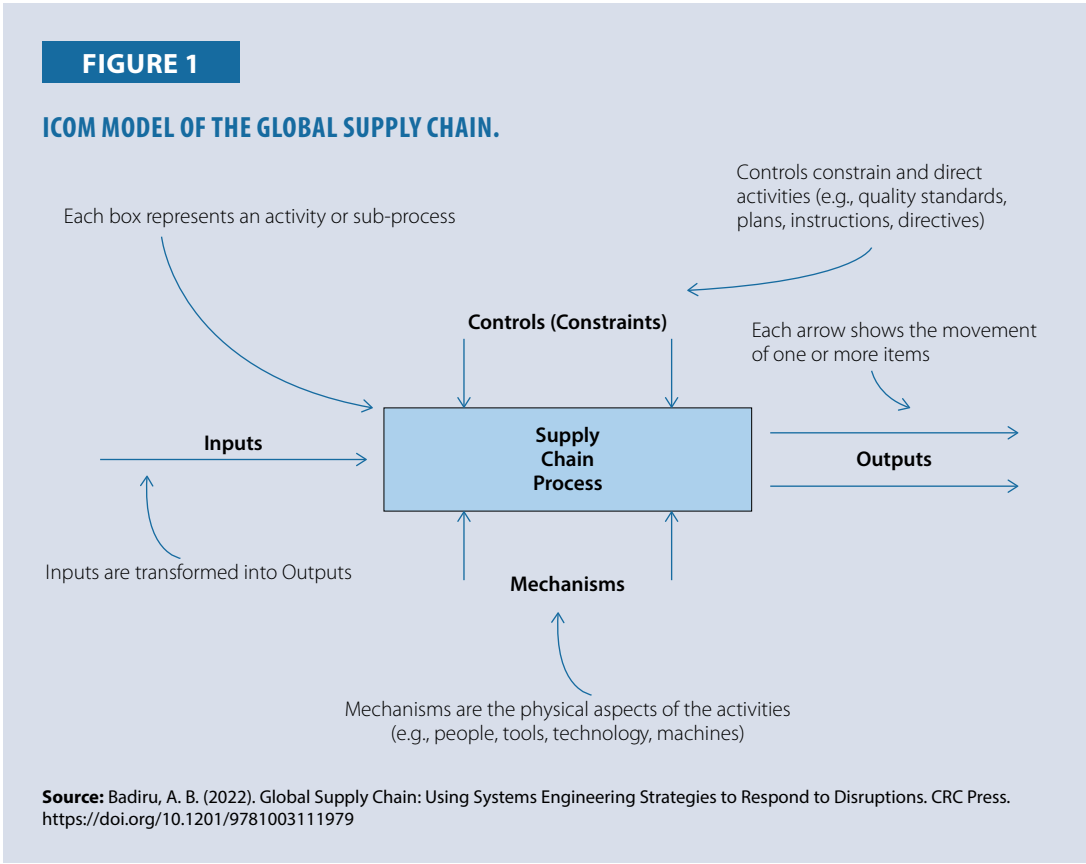 FIGURE 1
ICOM MODEL OF THE GLOBAL SUPPLY CHAIN.
Each box represents an activity or sub-process
Controls constrain and direct
activities (e.g., quality standards,
plans, instructions, directives)
Controls (Constraints)
Each arrow shows the movement
of one or more items
Inputs
Supply
Chain
Process
Outputs
Inputs are transformed into Outputs
Mechanisms
Mechanisms are the physical aspects of the activities
(e.g., people, tools, technology, machines)
Source: Badiru, A. B. (2022). Global Supply Chain: Using Systems Engineering Strategies to Respond to Disruptions. CRC Press.
https://doi.org/10.1201/9781003111979